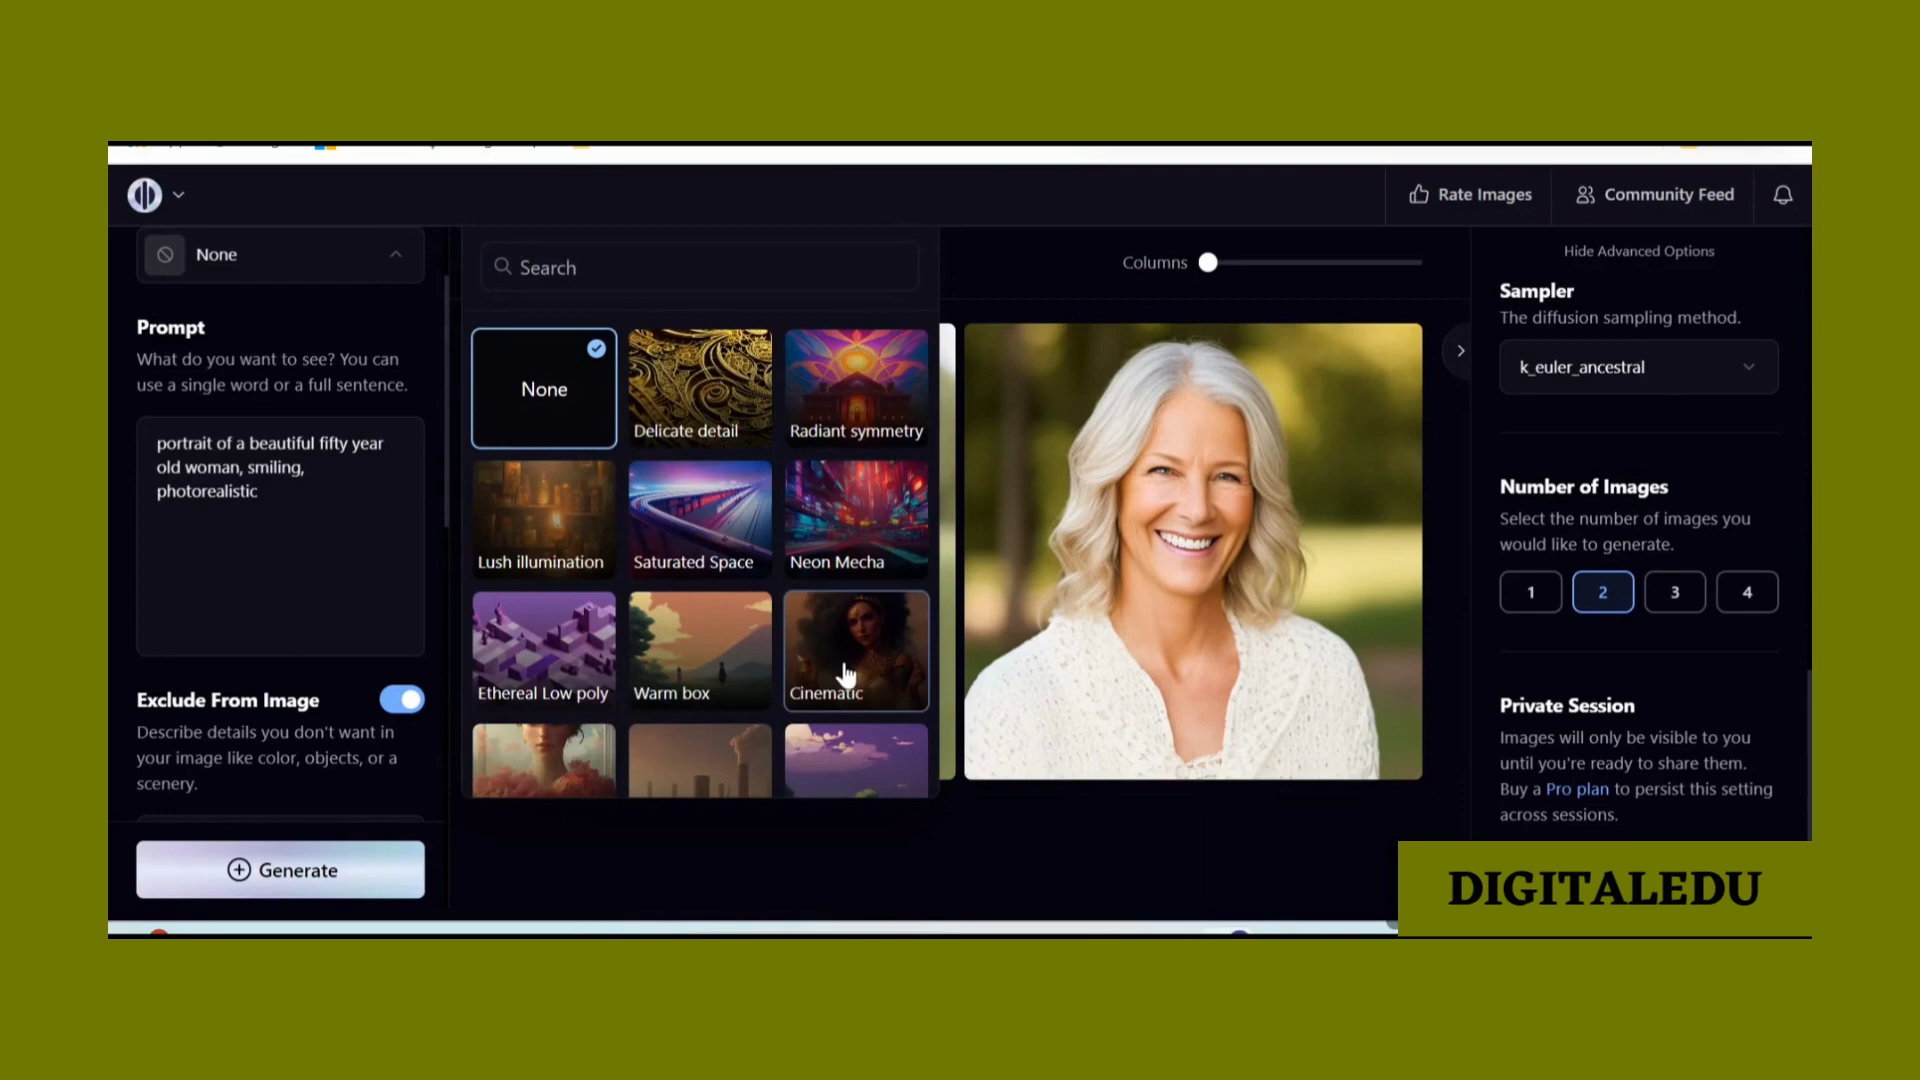 Rate Images
Community Feed
None
Prompt
What do you want to see? You can
use a single word or a full sentence.
portrait of a beautiful fifty year
old woman, smiling,
photorealistic
Exclude From Image
Describe details you don't want in
your image like color, objects, or a
scenery.
Generate
Search
None
Delicate detail
Radiant symmetry
Lush illumination
Saturated Space
Neon Mecha
Ethereal Low poly
Warm box
Cinematic
Columns
Hide Advanced Options
Sampler
The diffusion sampling method.
k_euler_ancestral
Number of Images
Select the number of images you
would like to generate.
1 2 3 4
Private Session
Images will only be visible to you
until you're ready to share them.
Buy a Pro plan to persist this setting
across sessions.
DIGITALEDU